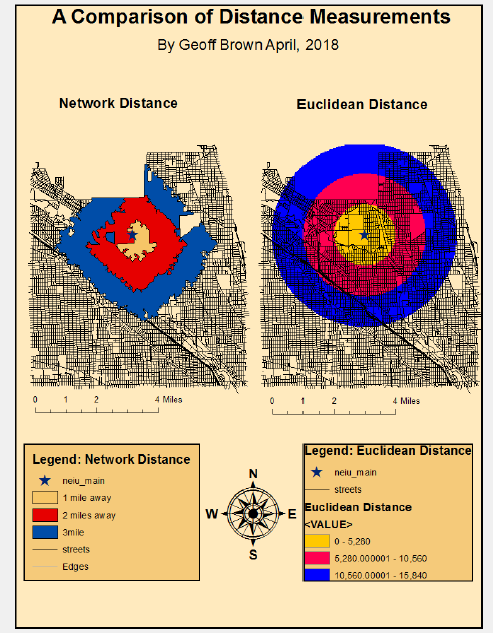 A Comparison of Distance Measurements
By Geoff Brown April, 2018
Network Distance
Euclidean Distance
0 1 2 4 Miles
0 1 2 4 Miles
Legend: Network Distance
neiu_main
1 mile away
2 miles away
3mile
streets
Edges
N
W E
S
Legend: Euclidean Distance
neiu_main
streets
Euclidean Distance
<VALUE>
0 - 5,280
5,280.000001 - 10,560
10,560.00001 - 15,840